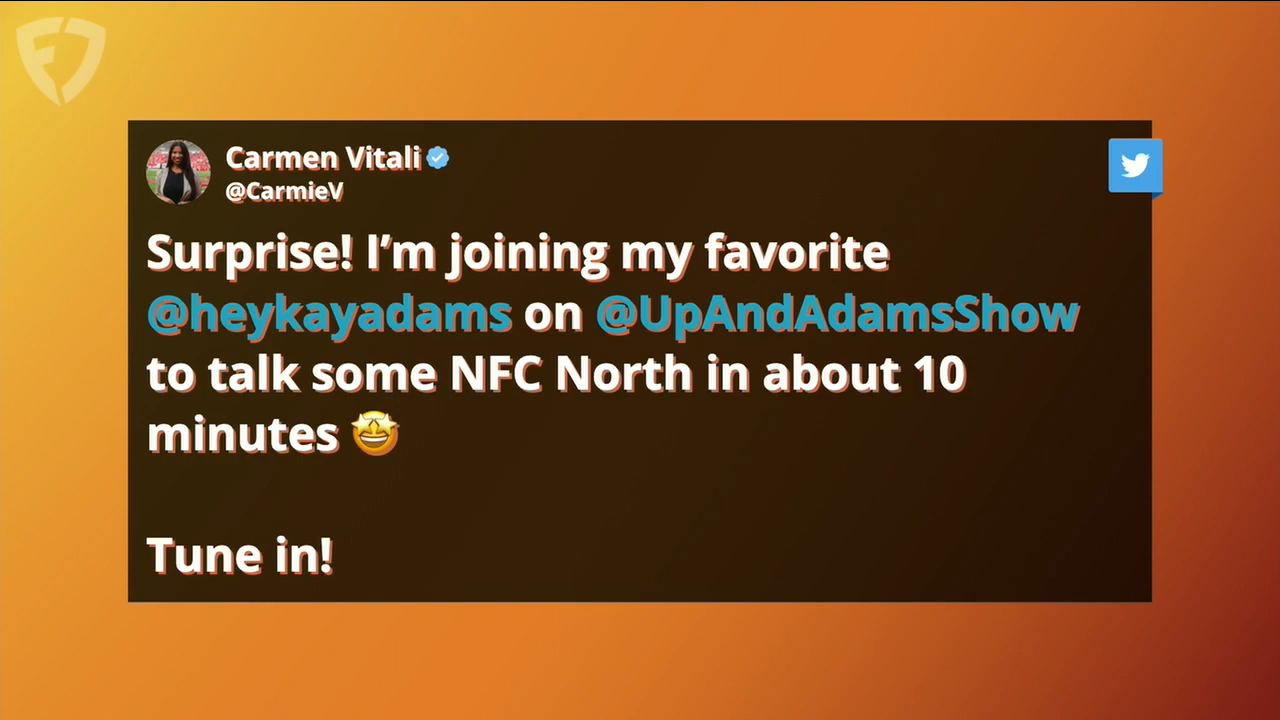 Carmen Vitali
@CarmieV
Surprise! I’m joining my favorite
@heykayadams on @UpAndAdamsShow
to talk some NFC North in about 10
minutes 🤩
Tune in!